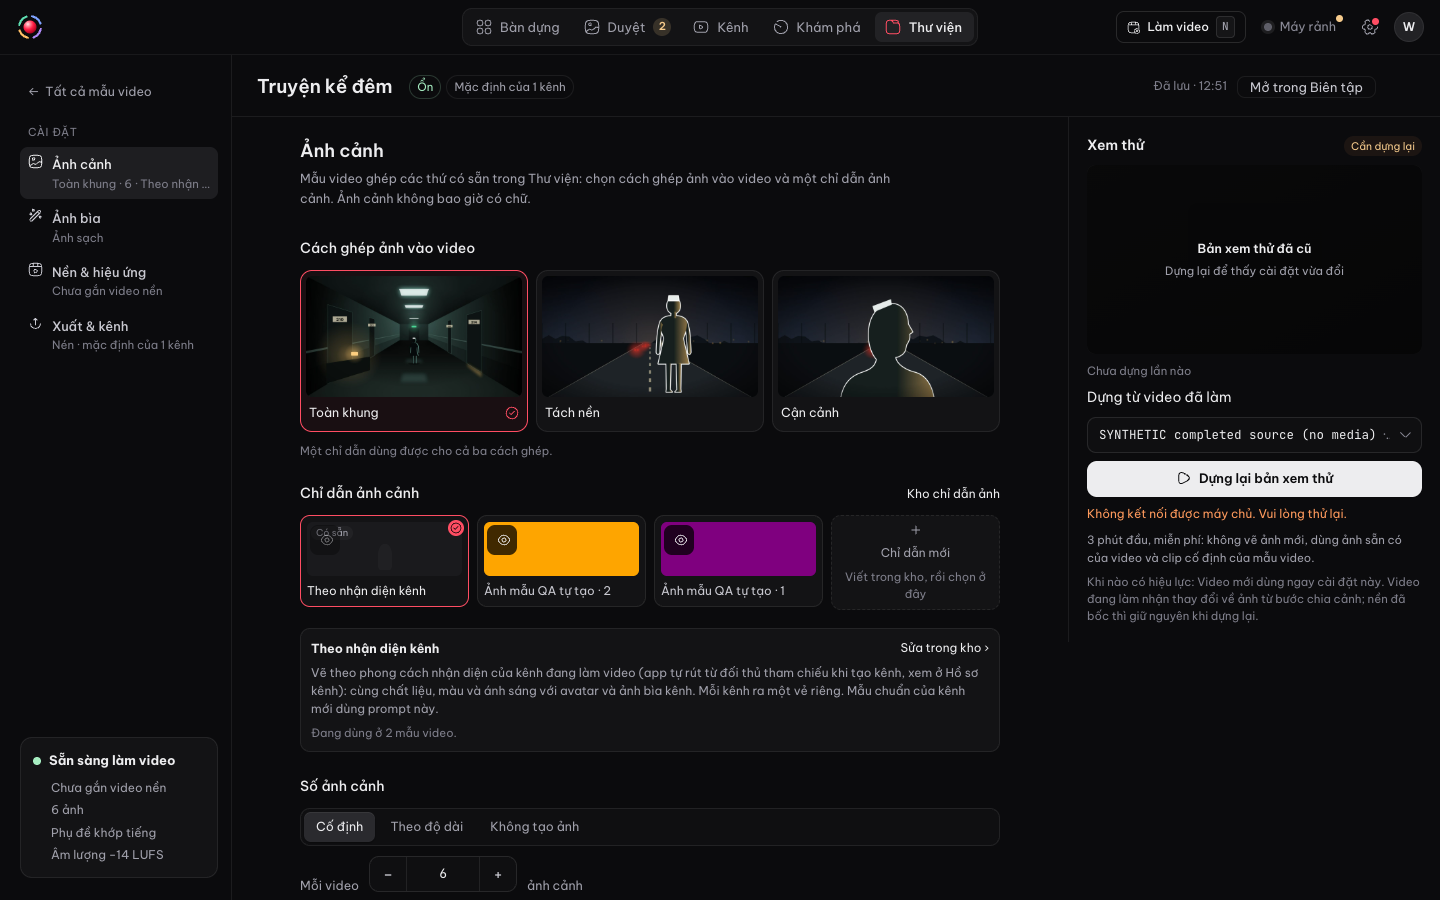 Bàn dựng
Duyệt 2
Kênh
Khám phá
Thư viện
Làm video N
Máy rảnh
W
← Tất cả mẫu video
CÀI ĐẶT
Ảnh cảnh
Toàn khung · 6 · Theo nhận ...
Ảnh bìa
Ảnh sạch
Nền & hiệu ứng
Chưa gắn video nền
Xuất & kênh
Nén · mặc định của 1 kênh
Sẵn sàng làm video
Chưa gắn video nền
6 ảnh
Phụ đề khớp tiếng
Âm lượng -14 LUFS
Truyện kể đêm
Ổn
Mặc định của 1 kênh
Đã lưu · 12:51
Mở trong Biên tập
Ảnh cảnh
Mẫu video ghép các thứ có sẵn trong Thư viện: chọn cách ghép ảnh vào video và một chỉ dẫn ảnh
cảnh. Ảnh cảnh không bao giờ có chữ.
Cách ghép ảnh vào video
Toàn khung
Tách nền
Cận cảnh
Một chỉ dẫn dùng được cho cả ba cách ghép.
Chỉ dẫn ảnh cảnh
Kho chỉ dẫn ảnh
Có sẵn
Theo nhận diện kênh
Ảnh mẫu QA tự tạo · 2
Ảnh mẫu QA tự tạo · 1
+
Chỉ dẫn mới
Viết trong kho, rồi chọn ở
đây
Theo nhận diện kênh
Sửa trong kho ›
Vẽ theo phong cách nhận diện của kênh đang làm video (app tự rút từ đối thủ tham chiếu khi tạo kênh, xem ở Hồ sơ
kênh): cùng chất liệu, màu và ánh sáng với avatar và ảnh bìa kênh. Mỗi kênh ra một vẻ riêng. Mẫu chuẩn của kênh
mới dùng prompt này.
Đang dùng ở 2 mẫu video.
Số ảnh cảnh
Cố định
Theo độ dài
Không tạo ảnh
Mỗi video − 6 + ảnh cảnh
Xem thử
Cần dựng lại
Bản xem thử đã cũ
Dựng lại để thấy cài đặt vừa đổi
Chưa dựng lần nào
Dựng từ video đã làm
SYNTHETIC completed source (no media) ·
Dựng lại bản xem thử
Không kết nối được máy chủ. Vui lòng thử lại.
3 phút đầu, miễn phí: không vẽ ảnh mới, dùng ảnh sẵn có
của video và clip cố định của mẫu video.
Khi nào có hiệu lực: Video mới dùng ngay cài đặt này. Video
đang làm nhận thay đổi về ảnh từ bước chia cảnh; nền đã
bốc thì giữ nguyên khi dựng lại.